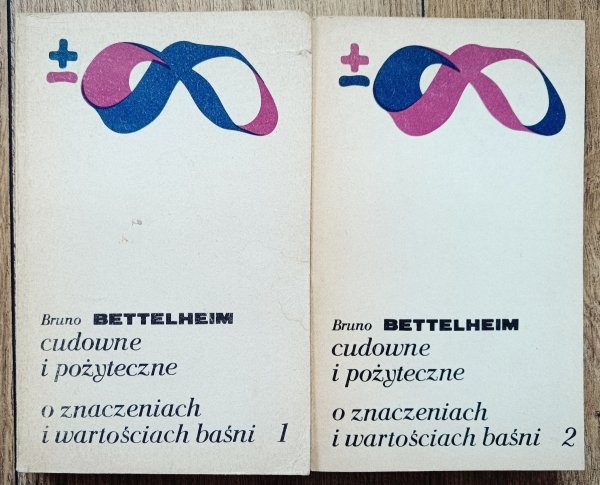 Bruno BETTELHEIM
cudowne
i pożyteczne
o znaczeniach
i wartościach baśni 1
Bruno BETTELHEIM
cudowne
i pożyteczne
o znaczeniach
i wartościach baśni 2